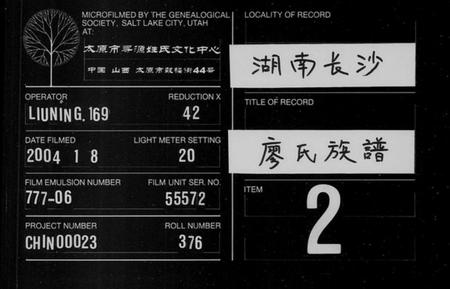 MICROFILMED BY THE GENEALOGICAL
SOCIETY, SALT LAKE CITY, UTAH
AT:
太原市尋源姓氏文化中心
中国 山西 太原市
44号
OPERATOR
LIUNING, 169
REDUCTION X
42
DATE FILMED
2004 1 8
LIGHT METER SETTING
20
FILM EMULSION NUMBER
777-06
FILM UNIT SER. NO.
55572
PROJECT NUMBER
CHIN00023
ROLL NUMBER
376
LOCALITY OF RECORD
湖南长沙
TITLE OF RECORD
廖氏族譜
ITEM
2